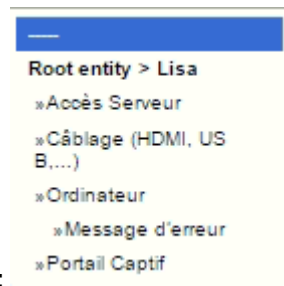 -----
Root entity > Lisa
»Accès Serveur
»Câblage (HDMI, US
B,...)
»Ordinateur
»Message d'erreur
»Portail Captif